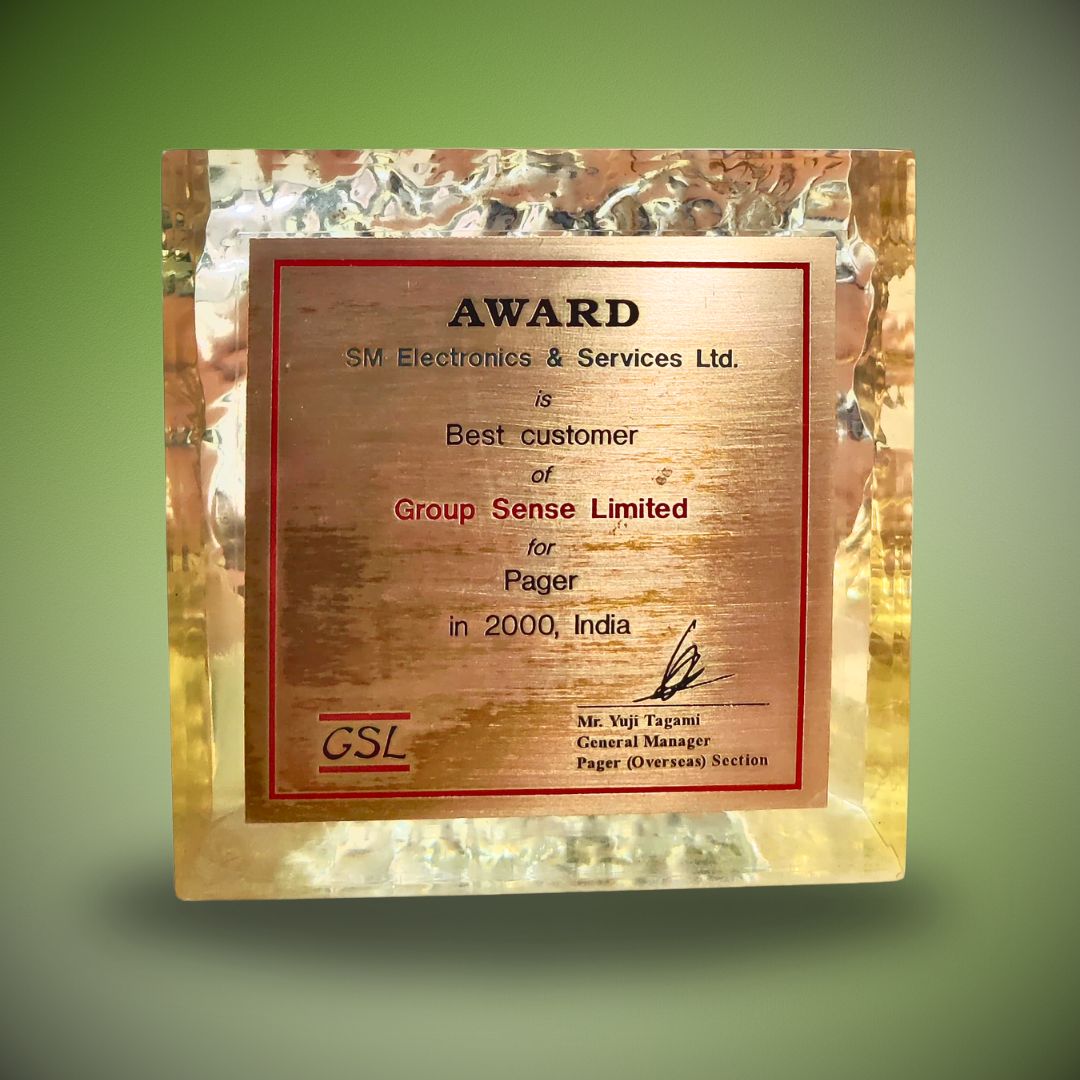 AWARD
SM Electronics & Services Ltd.
is
Best customer
of
Group Sense Limited
for
Pager
in 2000, India
GSL
Mr. Yuji Tagami
General Manager
Pager (Overseas) Section